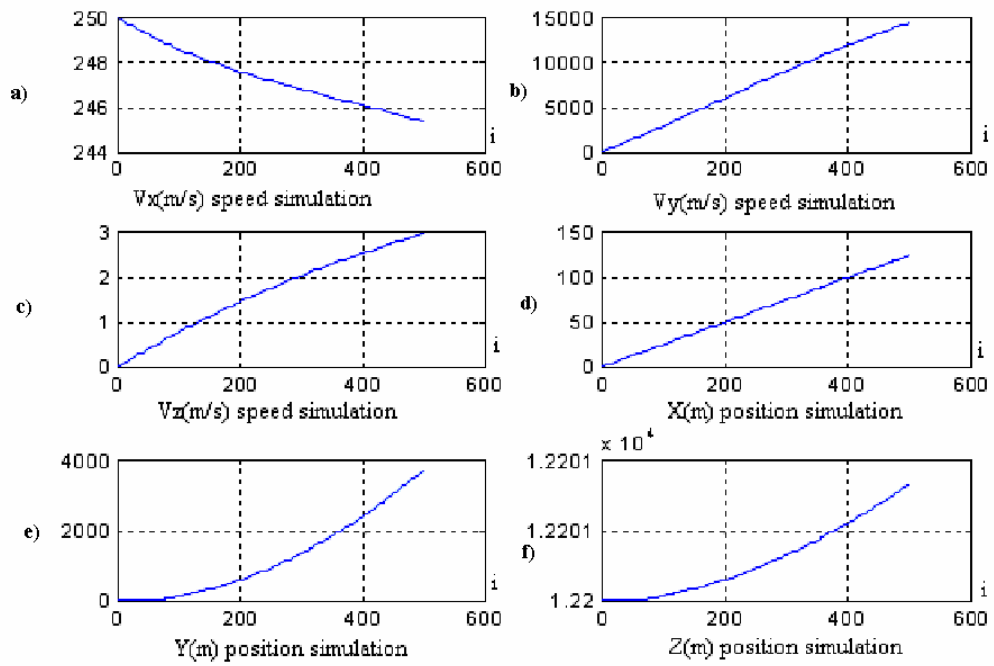 250
248
246
244
a)
0
200
400
600
i
Vx(m/s) speed simulation
15000
10000
5000
0
b)
0
200
400
600
i
Vy(m/s) speed simulation
3
2
1
0
c)
0
200
400
600
i
Vz(m/s) speed simulation
150
100
50
0
d)
0
200
400
600
i
X(m) position simulation
4000
2000
0
e)
0
200
400
600
i
Y(m) position simulation
x 10⁴
1.2201
1.2201
1.22
f)
0
200
400
600
i
Z(m) position simulation